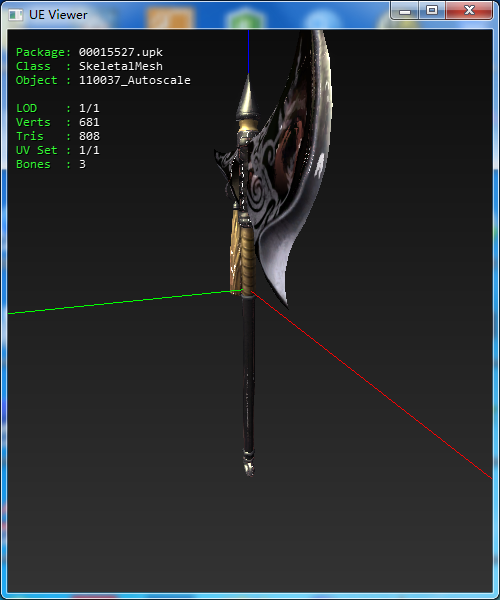 UE Viewer
Package: 00015527.upk
Class  : SkeletalMesh
Object : 110037_Autoscale
LOD    : 1/1
Verts  : 681
Tris   : 808
UV Set : 1/1
Bones  : 3